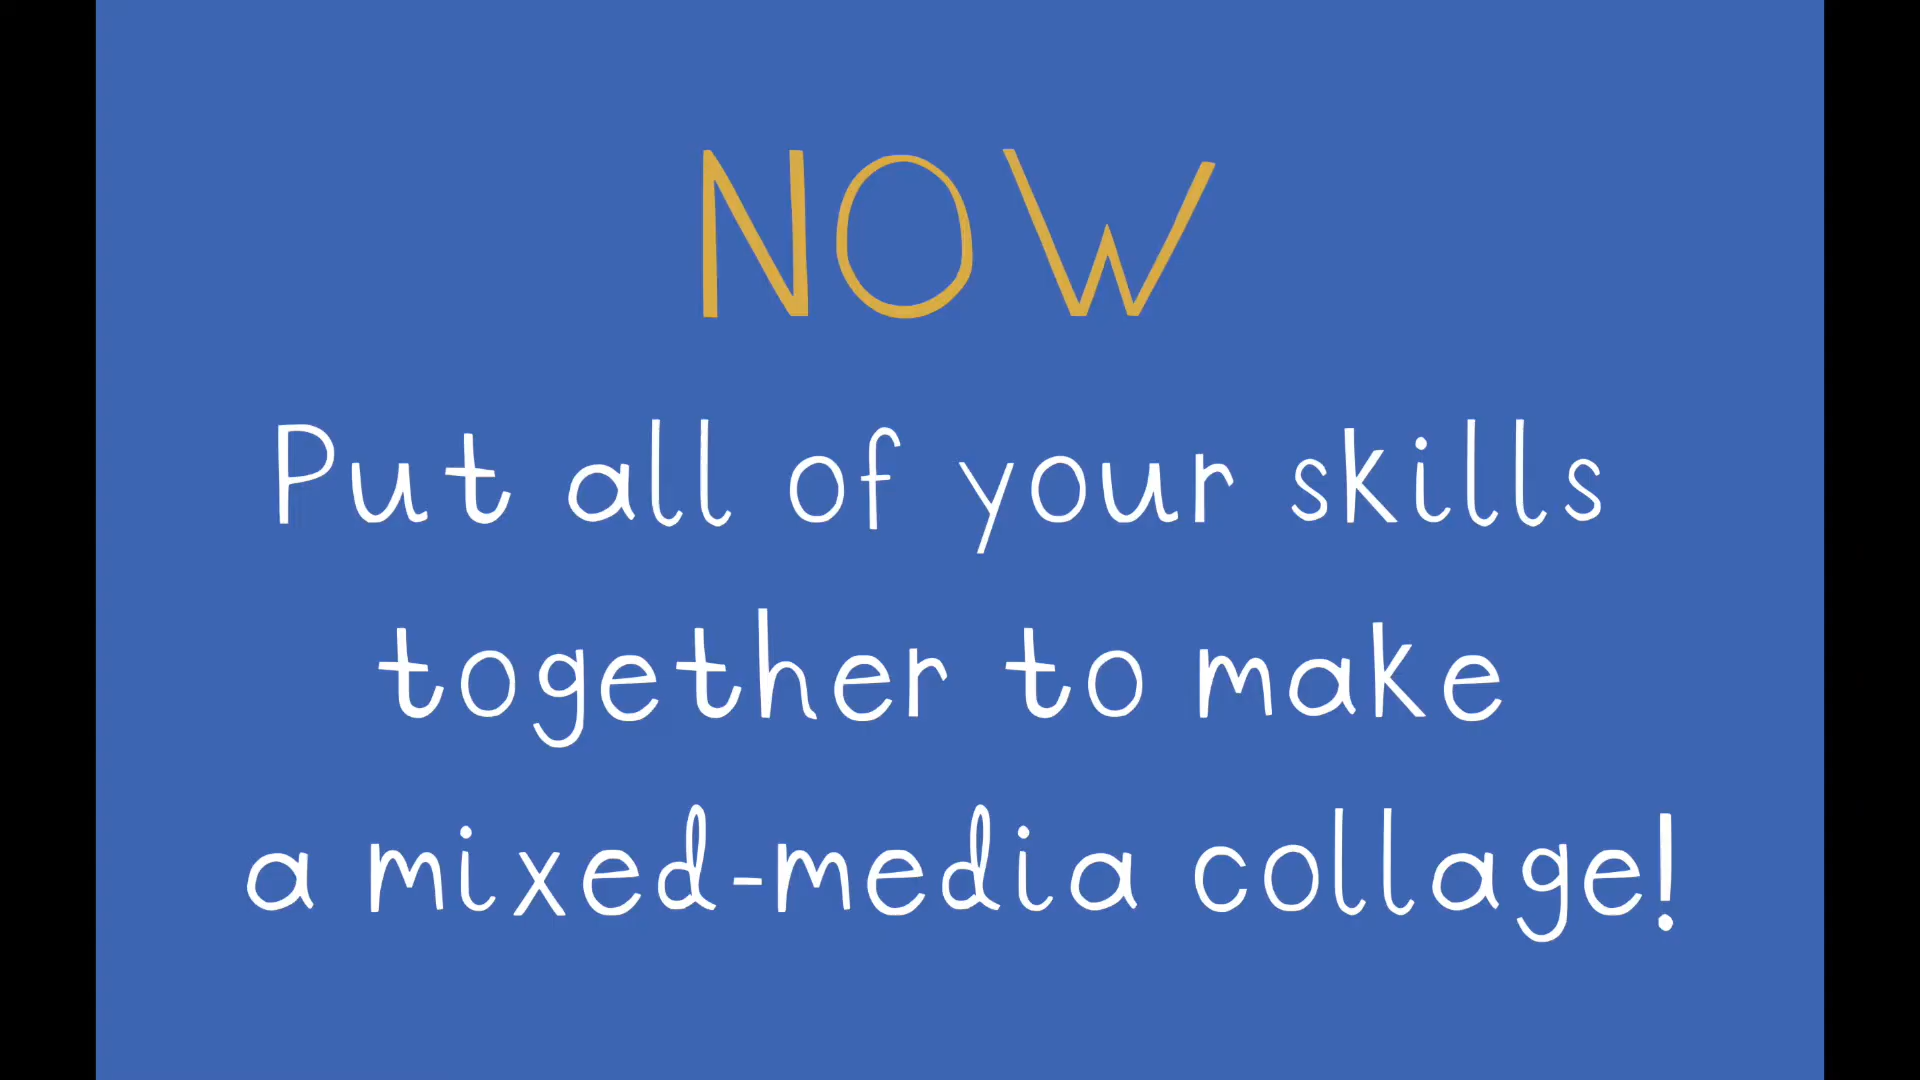 NOW
Put all of your skills
together to make
a mixed-media collage!